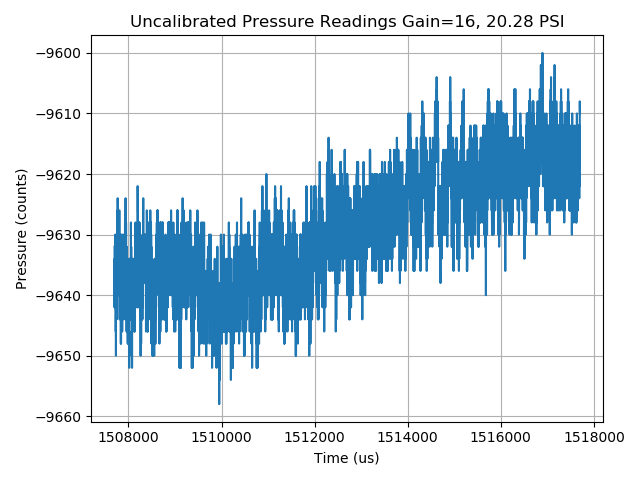 Uncalibrated Pressure Readings Gain=16, 20.28 PSI
−9600
−9610
−9620
−9630
−9640
−9650
−9660
Pressure (counts)
1508000 1510000 1512000 1514000 1516000 1518000
Time (us)